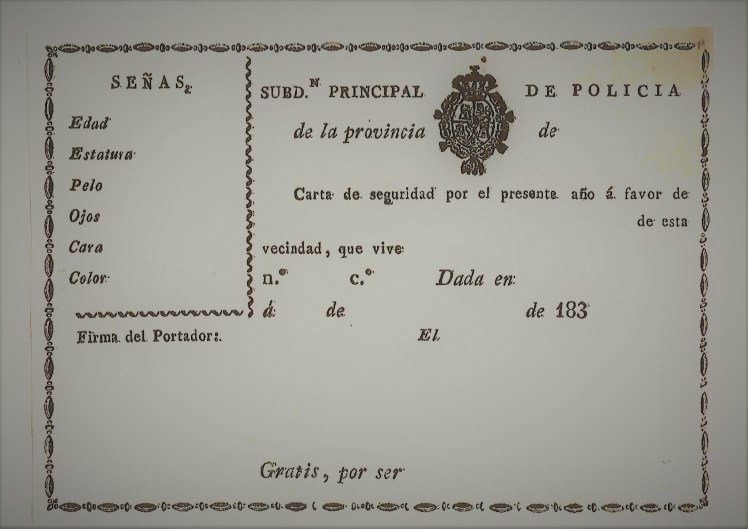 SEÑAS.
Edad
Estatura
Pelo
Ojos
Cara
Color
Firma del Portador:
SUBD.ᴺ PRINCIPAL DE POLICIA
de la provincia de
Carta de seguridad por el presente año á favor de
de esta
vecindad, que vive
n.º c.º Dada en
á de de 183
El
Gratis, por ser